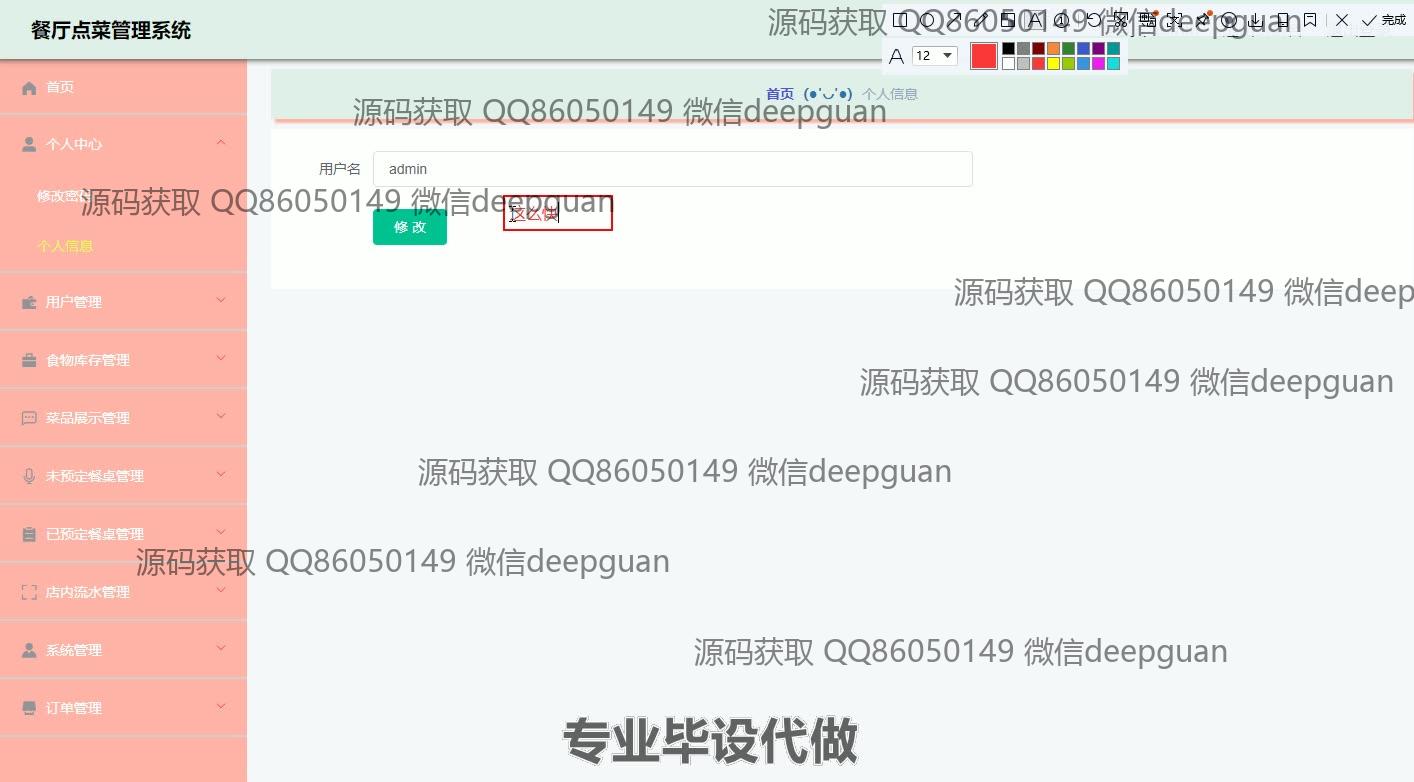 餐厅点菜管理系统
源码获取 QQ86050149 微信deepguan
完成
12
首页
首页 (●'◡'●) 个人信息
源码获取 QQ86050149 微信deepguan
个人中心
用户名 admin
修改密码
源码获取 QQ86050149 微信deepguan
这么快
修 改
个人信息
源码获取 QQ86050149 微信deep
用户管理
食物库存管理
源码获取 QQ86050149 微信deepguan
菜品展示管理
未预定餐桌管理
源码获取 QQ86050149 微信deepguan
已预定餐桌管理
源码获取 QQ86050149 微信deepguan
店内流水管理
系统管理
源码获取 QQ86050149 微信deepguan
订单管理
专业毕设代做